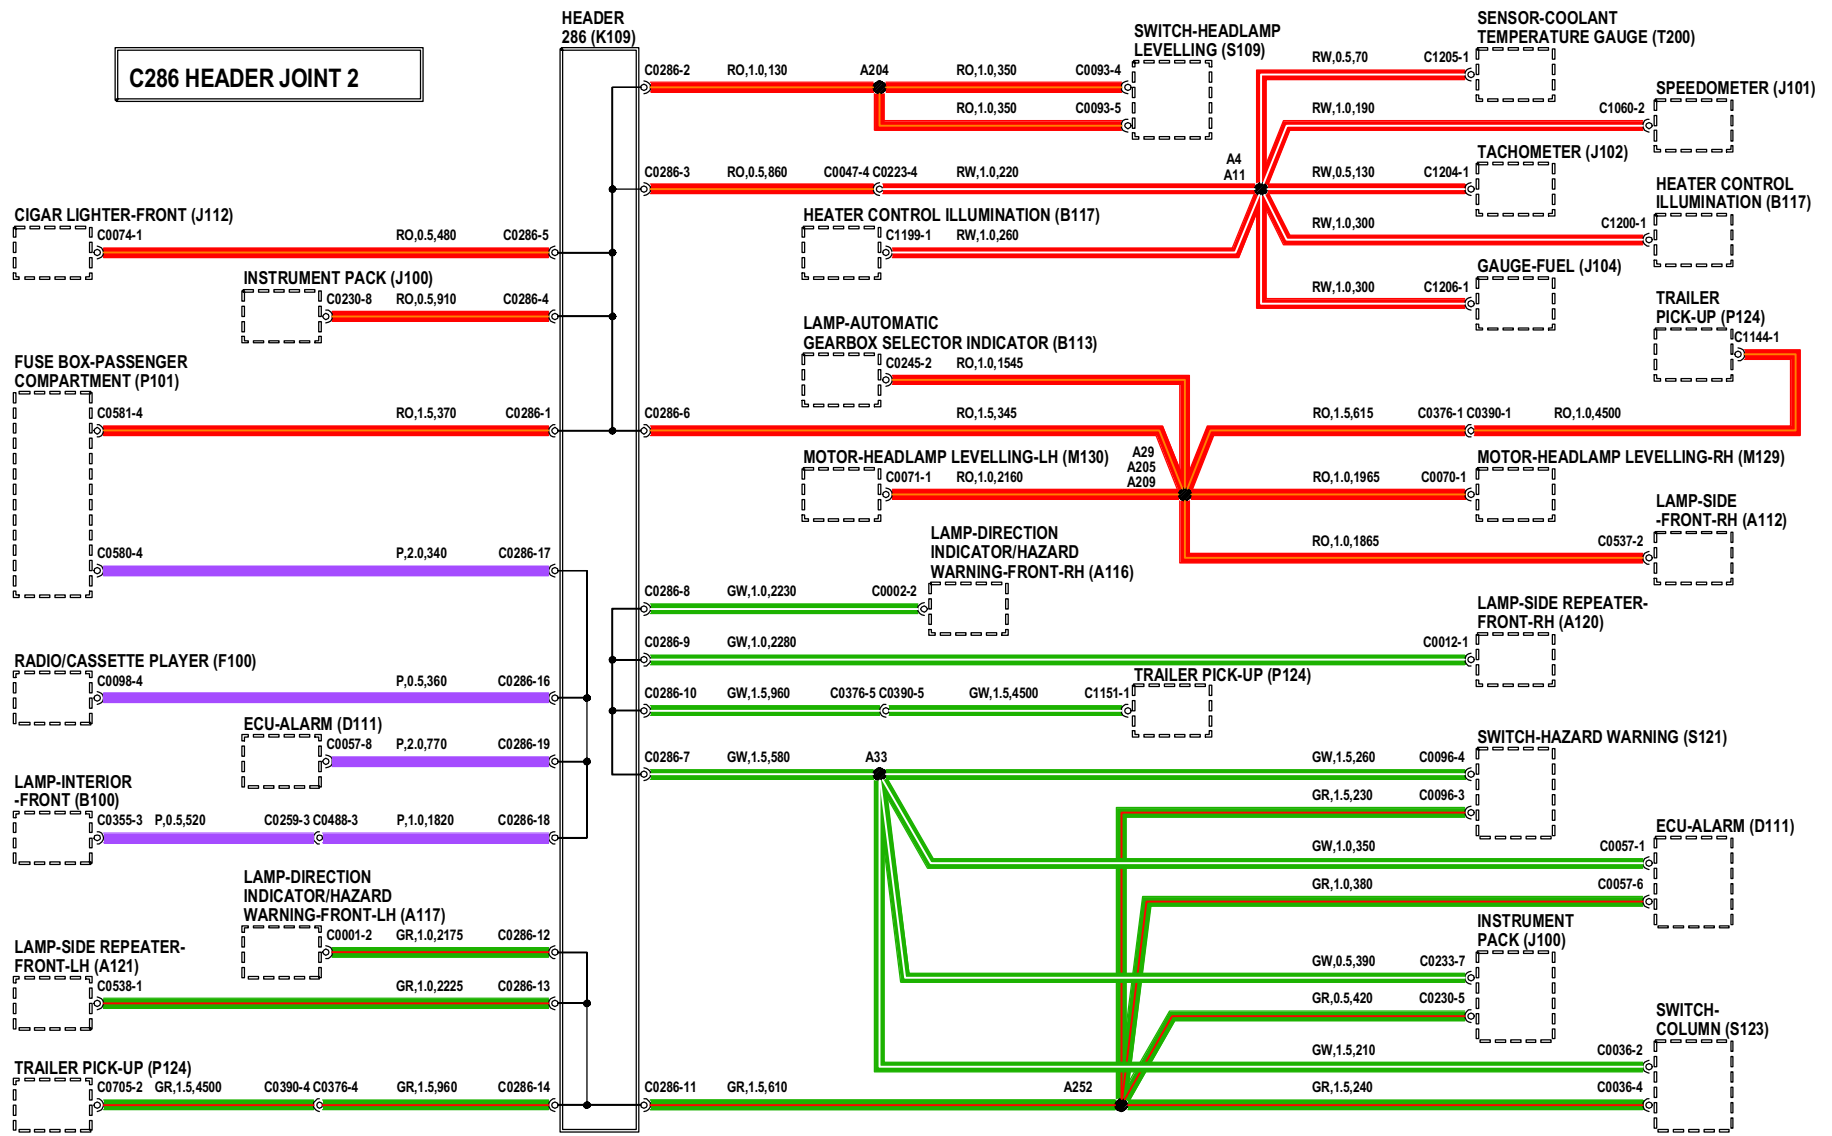 C286 HEADER JOINT 2
HEADER
286 (K109)
CIGAR LIGHTER-FRONT (J112)
C0074-1 RO,0.5,480 C0286-5
INSTRUMENT PACK (J100)
C0230-8 RO,0.5,910 C0286-4
FUSE BOX-PASSENGER
COMPARTMENT (P101)
C0581-4 RO,1.5,370 C0286-1
C0580-4 P,2.0,340 C0286-17
RADIO/CASSETTE PLAYER (F100)
C0098-4 P,0.5,360 C0286-16
ECU-ALARM (D111)
C0057-8 P,2.0,770 C0286-19
LAMP-INTERIOR
-FRONT (B100)
C0355-3 P,0.5,520 C0259-3 C0488-3 P,1.0,1820 C0286-18
LAMP-DIRECTION
INDICATOR/HAZARD
WARNING-FRONT-LH (A117)
C0001-2 GR,1.0,2175 C0286-12
LAMP-SIDE REPEATER-
FRONT-LH (A121)
C0538-1 GR,1.0,2225 C0286-13
TRAILER PICK-UP (P124)
C0705-2 GR,1.5,4500 C0390-4 C0376-4 GR,1.5,960 C0286-14
C0286-2 RO,1.0,130 A204 RO,1.0,350 C0093-4
RO,1.0,350 C0093-5
SWITCH-HEADLAMP
LEVELLING (S109)
C0286-3 RO,0.5,860 C0047-4 C0223-4 RW,1.0,220
A4
A11
HEATER CONTROL ILLUMINATION (B117)
C1199-1 RW,1.0,260
SENSOR-COOLANT
TEMPERATURE GAUGE (T200)
RW,0.5,70 C1205-1
SPEEDOMETER (J101)
RW,1.0,190 C1060-2
TACHOMETER (J102)
RW,0.5,130 C1204-1
HEATER CONTROL
ILLUMINATION (B117)
RW,1.0,300 C1200-1
GAUGE-FUEL (J104)
RW,1.0,300 C1206-1
LAMP-AUTOMATIC
GEARBOX SELECTOR INDICATOR (B113)
C0245-2 RO,1.0,1545
TRAILER
PICK-UP (P124)
C1144-1
C0286-6 RO,1.5,345 RO,1.5,615 C0376-1 C0390-1 RO,1.0,4500
A29
A205
A209
MOTOR-HEADLAMP LEVELLING-LH (M130)
C0071-1 RO,1.0,2160
MOTOR-HEADLAMP LEVELLING-RH (M129)
RO,1.0,1965 C0070-1
LAMP-SIDE
-FRONT-RH (A112)
RO,1.0,1865 C0537-2
LAMP-DIRECTION
INDICATOR/HAZARD
WARNING-FRONT-RH (A116)
C0286-8 GW,1.0,2230 C0002-2
LAMP-SIDE REPEATER-
FRONT-RH (A120)
C0286-9 GW,1.0,2280 C0012-1
TRAILER PICK-UP (P124)
C0286-10 GW,1.5,960 C0376-5 C0390-5 GW,1.5,4500 C1151-1
SWITCH-HAZARD WARNING (S121)
C0286-7 GW,1.5,580 A33 GW,1.5,260 C0096-4
GR,1.5,230 C0096-3
ECU-ALARM (D111)
GW,1.0,350 C0057-1
GR,1.0,380 C0057-6
INSTRUMENT
PACK (J100)
GW,0.5,390 C0233-7
GR,0.5,420 C0230-5
SWITCH-
COLUMN (S123)
GW,1.5,210 C0036-2
C0286-11 GR,1.5,610 A252 GR,1.5,240 C0036-4